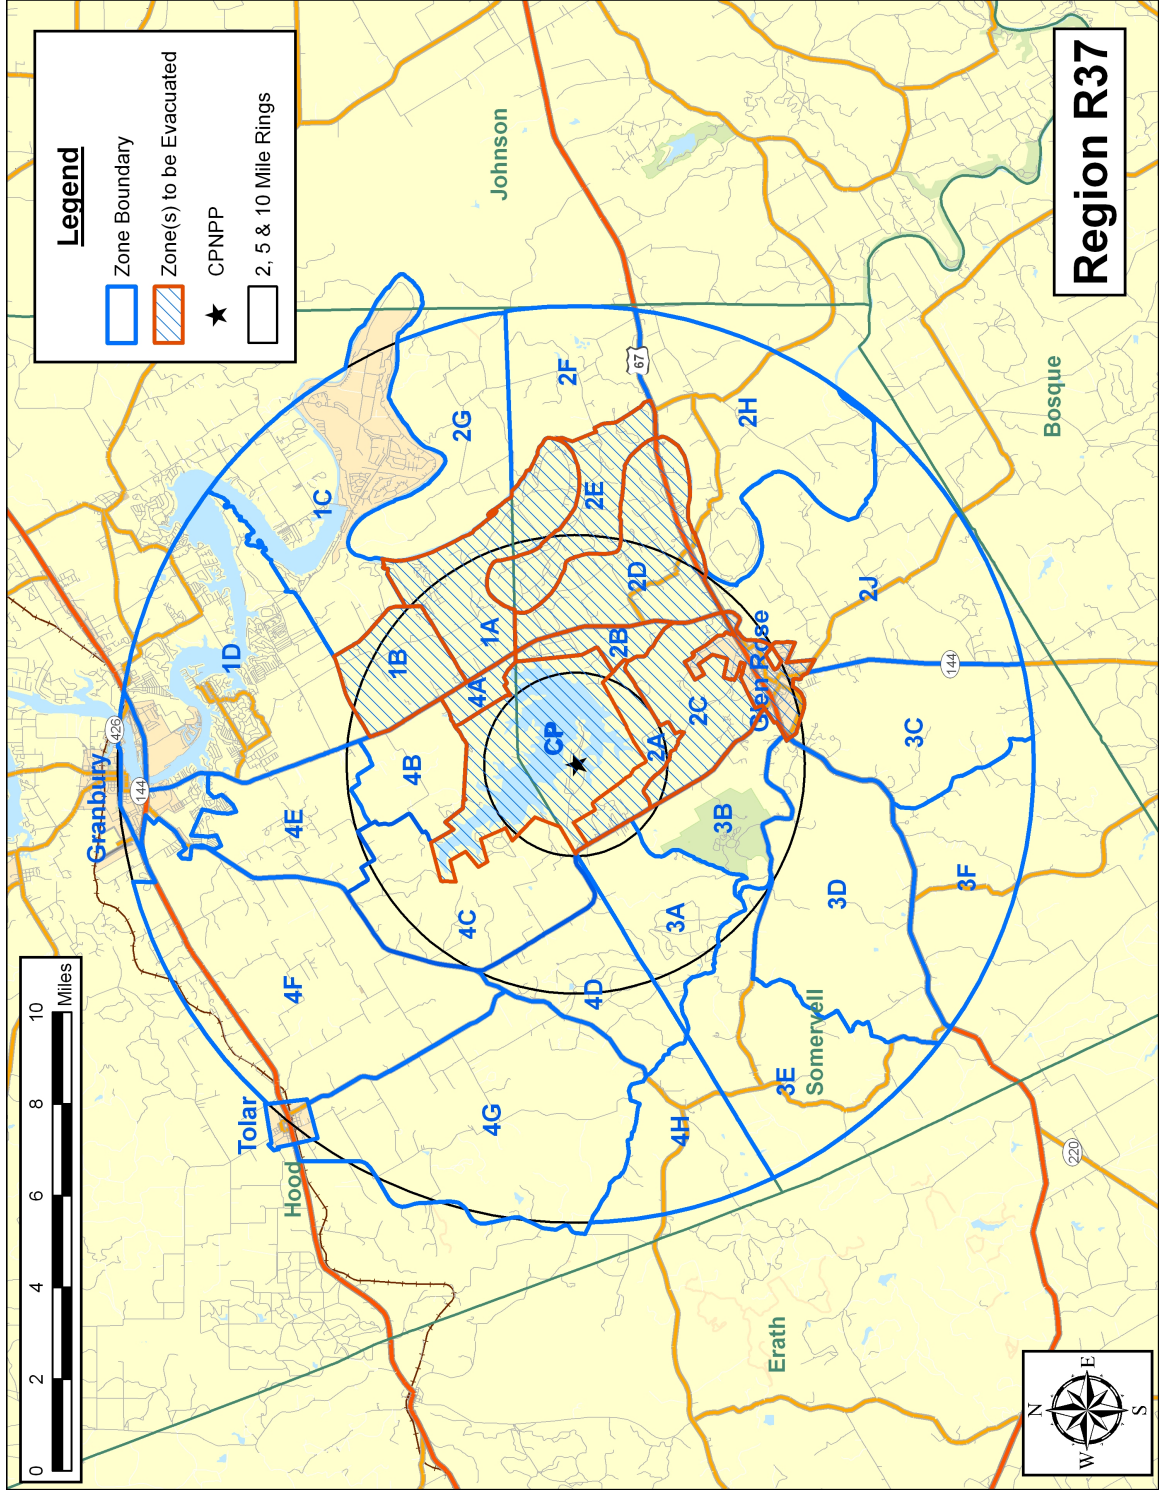 Legend
Zone Boundary
Zone(s) to be Evacuated
CPNPP
2, 5 & 10 Mile Rings
Region R37
0 2 4 6 8 10
Miles
Granbury
426
144
Tolar
Hood
Johnson
1D
1C
4E
4F
2G
2F
67
1B
4B
1A
4A
2E
4C
CP
2B
2D
2H
4D
2A
2C
3A
3B
Glen Rose
2J
4G
4H
3E
Somervell
3D
3C
144
3F
Bosque
220
Erath
N
W E
S